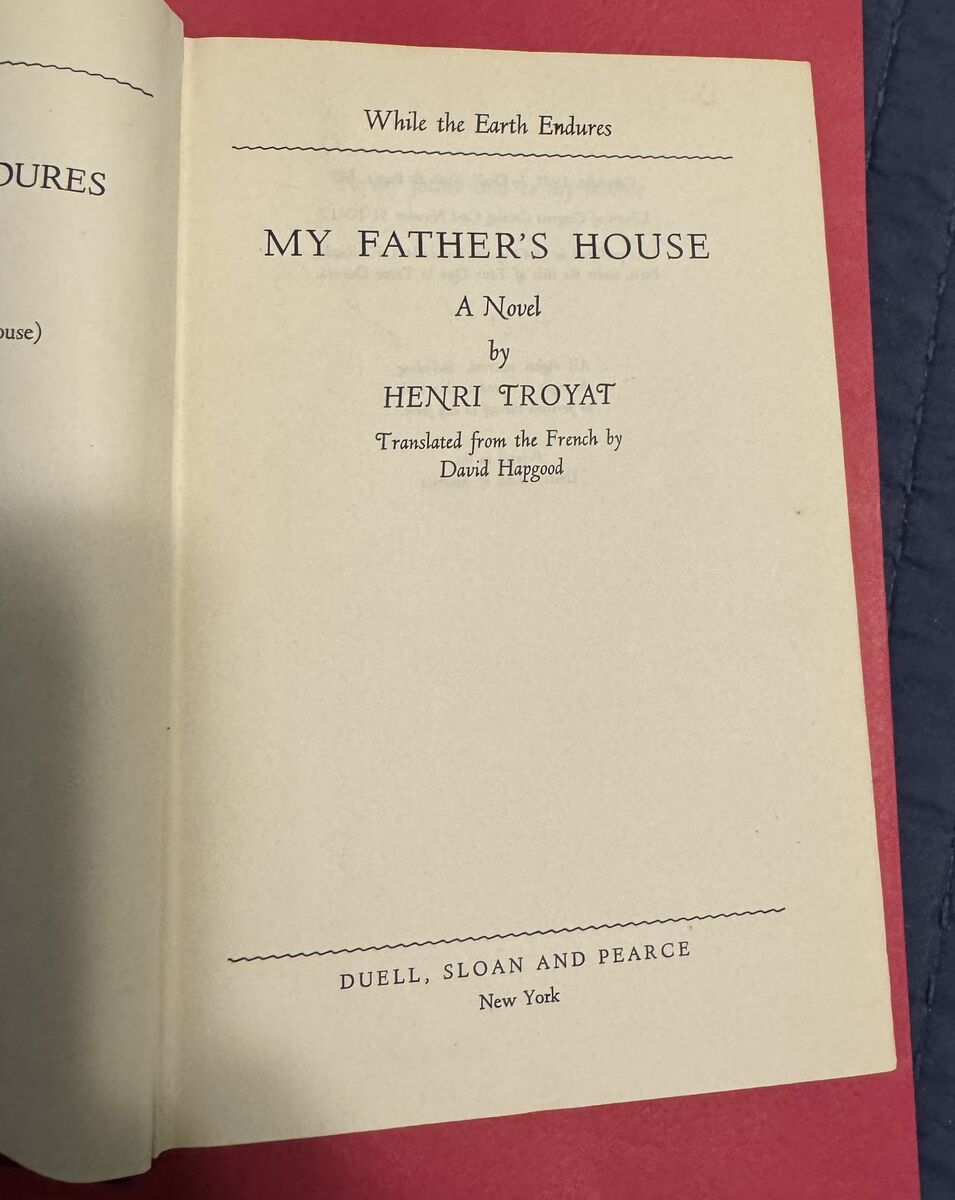 DURES
ouse)
While the Earth Endures
MY FATHER'S HOUSE
A Novel
by
HENRI TROYAT
Translated from the French by
David Hapgood
DUELL, SLOAN AND PEARCE
New York